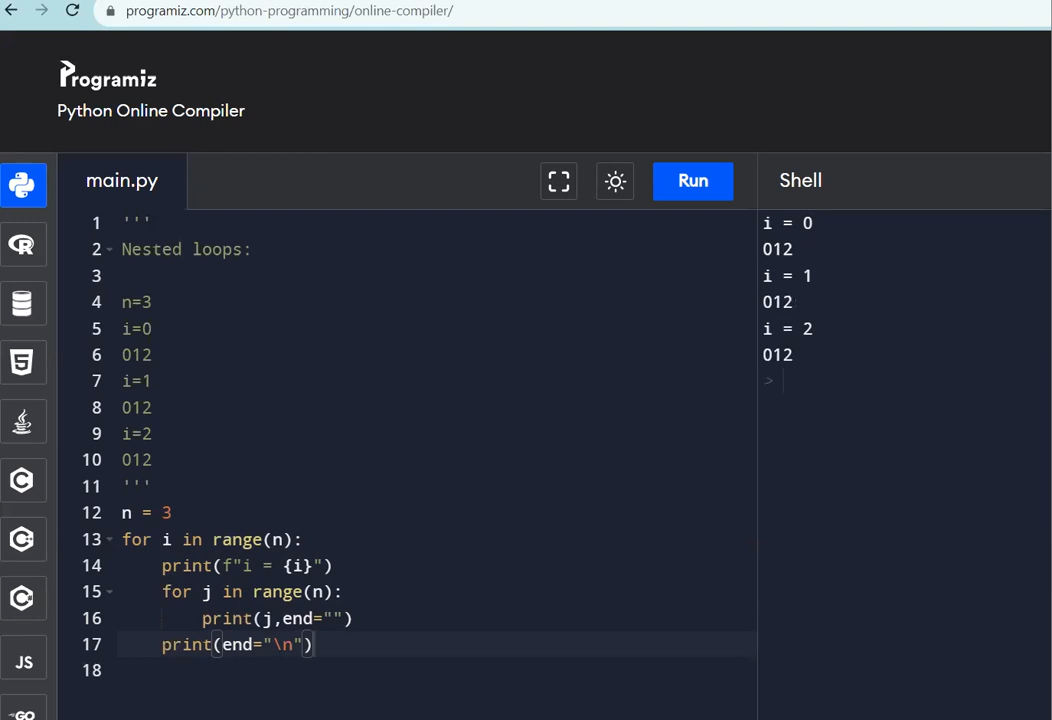 programiz.com/python-programming/online-compiler/
Programiz
Python Online Compiler
main.py
Run
Shell
1 '''
2 Nested loops:
3
4 n=3
5 i=0
6 012
7 i=1
8 012
9 i=2
10 012
11 '''
12 n = 3
13 for i in range(n):
14     print(f"i = {i}")
15     for j in range(n):
16         print(j,end="")
17     print(end="\n")
18
i = 0
012
i = 1
012
i = 2
012
>
R
5
C
C
C
JS
GO